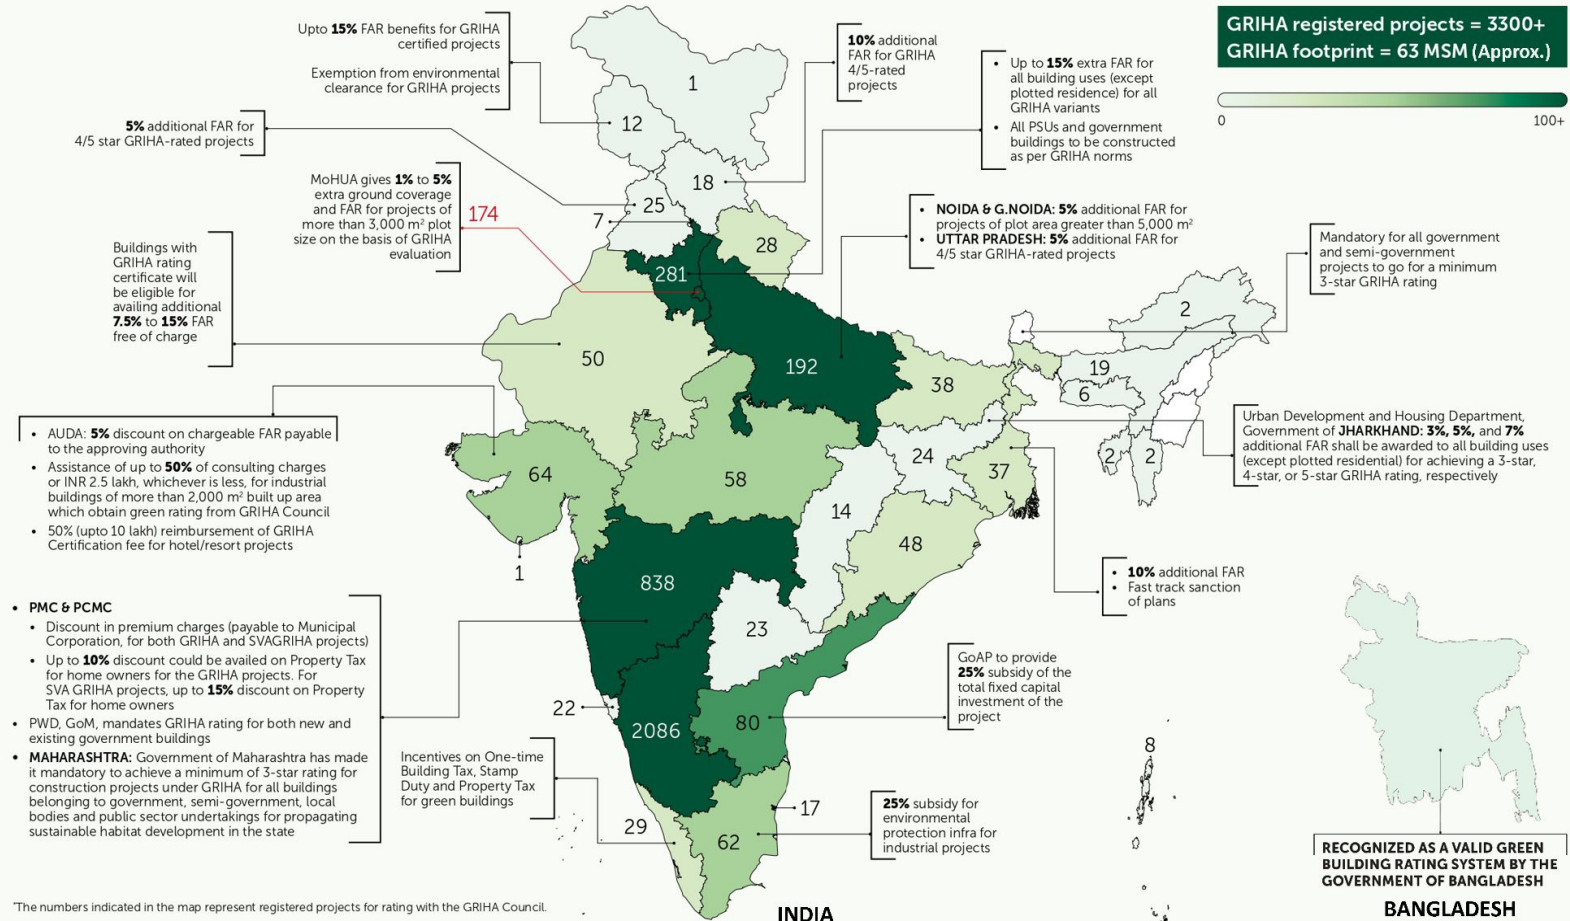 GRIHA registered projects = 3300+
GRIHA footprint = 63 MSM (Approx.)
0
100+
Upto 15% FAR benefits for GRIHA
certified projects
Exemption from environmental
clearance for GRIHA projects
10% additional
FAR for GRIHA
4/5-rated
projects
• Up to 15% extra FAR for
all building uses (except
plotted residence) for all
GRIHA variants
• All PSUs and government
buildings to be constructed
as per GRIHA norms
5% additional FAR for
4/5 star GRIHA-rated projects
MoHUA gives 1% to 5%
extra ground coverage
and FAR for projects of
more than 3,000 m² plot
size on the basis of GRIHA
evaluation
174
• NOIDA & G.NOIDA: 5% additional FAR for
projects of plot area greater than 5,000 m²
• UTTAR PRADESH: 5% additional FAR for
4/5 star GRIHA-rated projects
Mandatory for all government
and semi-government
projects to go for a minimum
3-star GRIHA rating
Buildings with
GRIHA rating
certificate will
be eligible for
availing additional
7.5% to 15% FAR
free of charge
1
12
18
25
7
28
281
2
50
192
38
19
6
• AUDA: 5% discount on chargeable FAR payable
to the approving authority
• Assistance of up to 50% of consulting charges
or INR 2.5 lakh, whichever is less, for industrial
buildings of more than 2,000 m² built up area
which obtain green rating from GRIHA Council
• 50% (upto 10 lakh) reimbursement of GRIHA
Certification fee for hotel/resort projects
Urban Development and Housing Department,
Government of JHARKHAND: 3%, 5%, and 7%
additional FAR shall be awarded to all building uses
(except plotted residential) for achieving a 3-star,
4-star, or 5-star GRIHA rating, respectively
24
2
2
64
58
37
14
48
1
838
23
• 10% additional FAR
• Fast track sanction
of plans
• PMC & PCMC
• Discount in premium charges (payable to Municipal
Corporation, for both GRIHA and SVAGRIHA projects)
• Up to 10% discount could be availed on Property Tax
for home owners for the GRIHA projects. For
SVA GRIHA projects, up to 15% discount on Property
Tax for home owners
• PWD, GoM, mandates GRIHA rating for both new and
existing government buildings
• MAHARASHTRA: Government of Maharashtra has made
it mandatory to achieve a minimum of 3-star rating for
construction projects under GRIHA for all buildings
belonging to government, semi-government, local
bodies and public sector undertakings for propagating
sustainable habitat development in the state
GoAP to provide
25% subsidy of the
total fixed capital
investment of the
project
22
2086
80
8
Incentives on One-time
Building Tax, Stamp
Duty and Property Tax
for green buildings
17
29
62
25% subsidy for
environmental
protection infra for
industrial projects
RECOGNIZED AS A VALID GREEN
BUILDING RATING SYSTEM BY THE
GOVERNMENT OF BANGLADESH
BANGLADESH
*The numbers indicated in the map represent registered projects for rating with the GRIHA Council.
INDIA